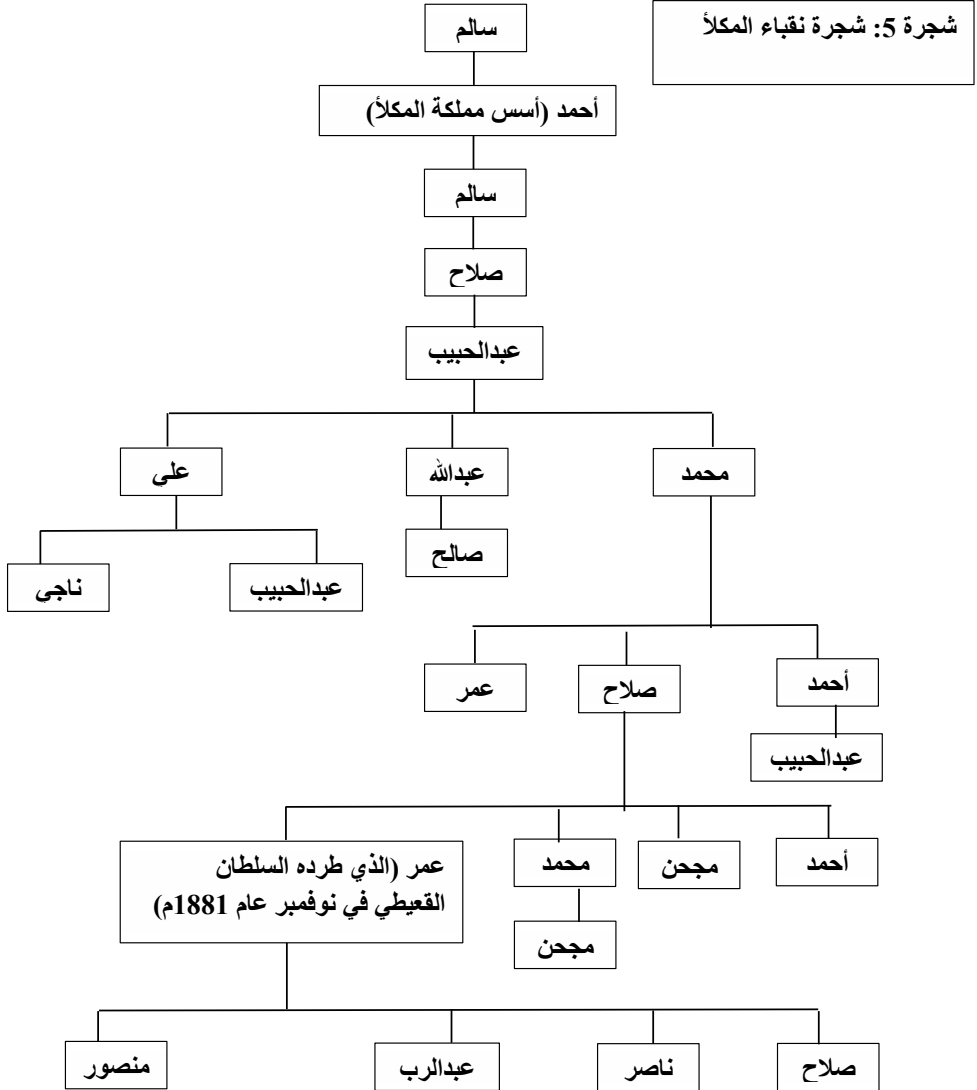 شجرة 5: شجرة نقباء المكلأ
سالم
أحمد (أسس مملكة المكلأ)
سالم
صلاح
عبدالحبيب
محمد
عبدالله
علي
صالح
عبدالحبيب
ناجي
أحمد
صلاح
عمر
عبدالحبيب
أحمد
مجحن
محمد
عمر (الذي طرده السلطان
القعيطي في نوفمبر عام 1881م)
مجحن
صلاح
ناصر
عبدالرب
منصور